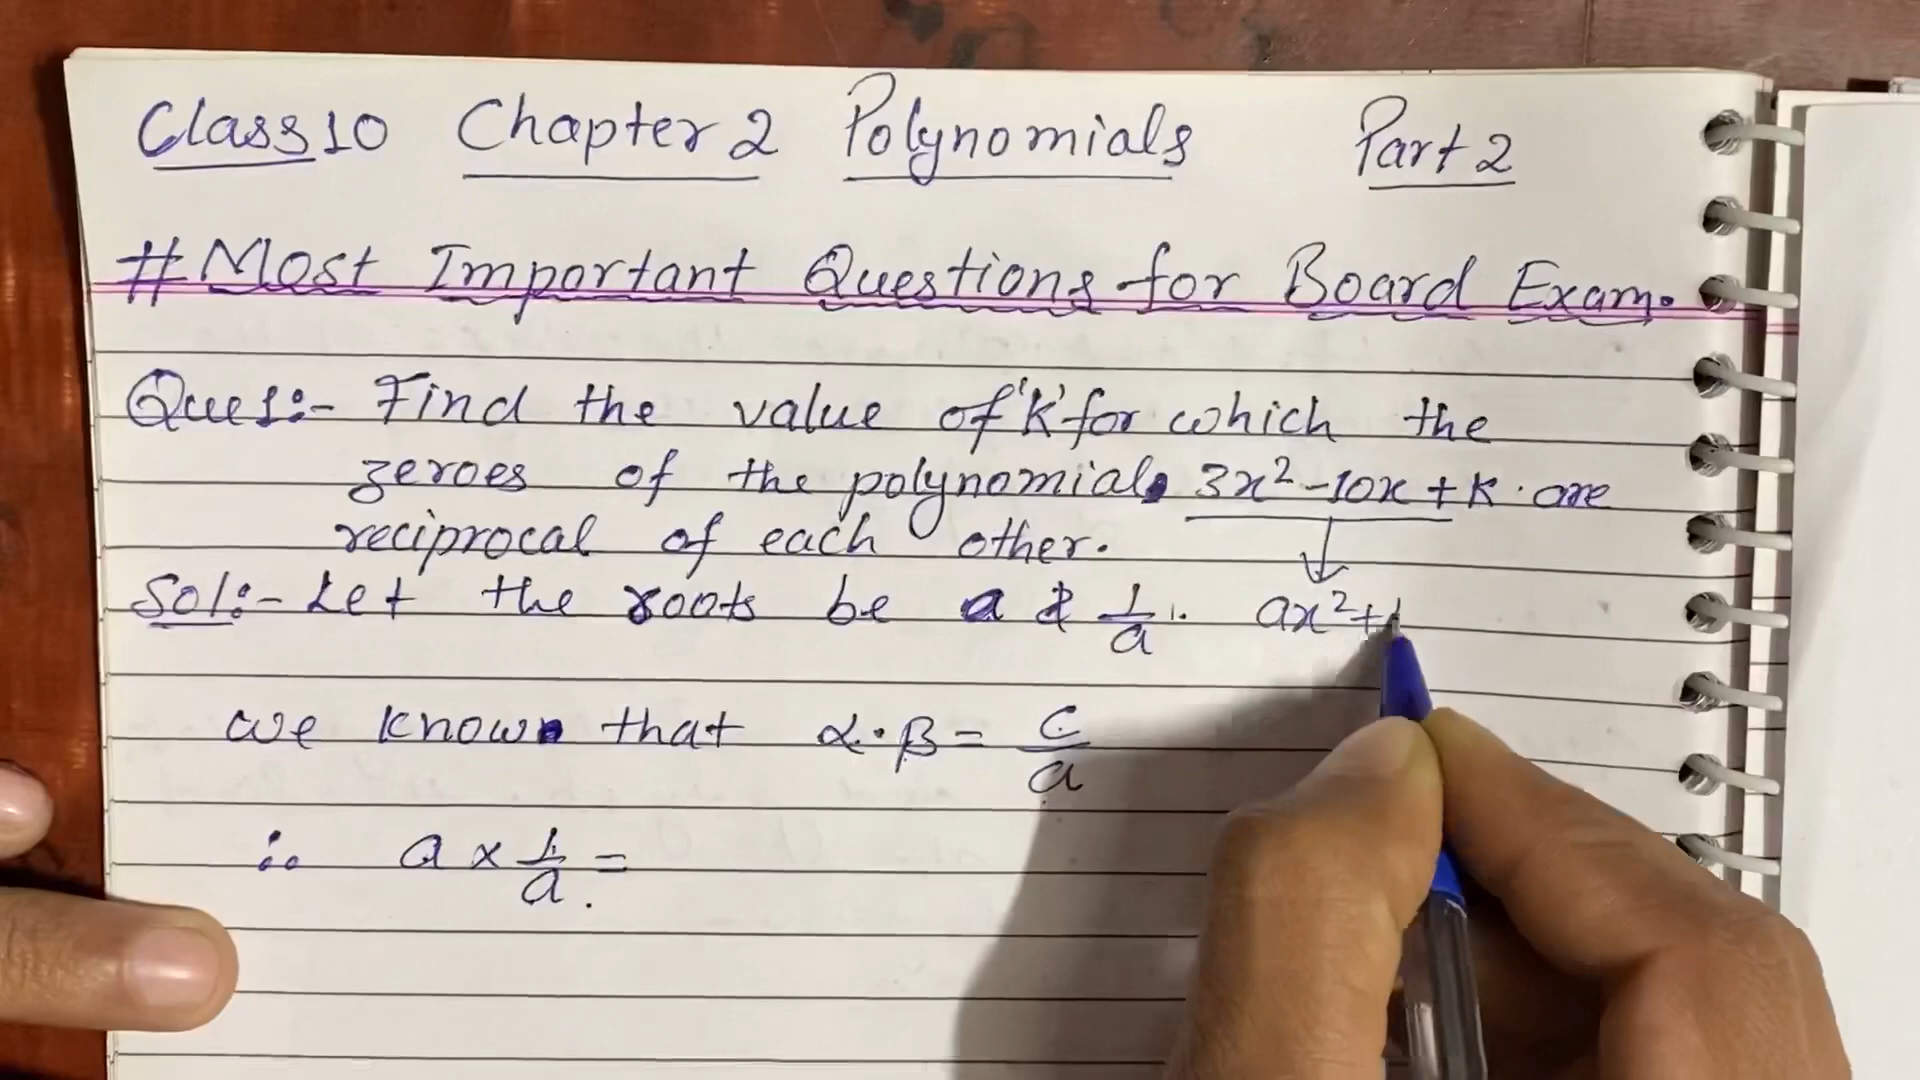 Class 10 Chapter 2 Polynomials Part 2
# Most Important Questions for Board Exam.
Ques:- Find the value of 'K' for which the
zeroes of the polynomial 3x² - 10x + K. are
reciprocal of each other.
Sol:- Let the roots be a & 1/a. ax² +
we known that α·β = c/a
∴ a × 1/a =